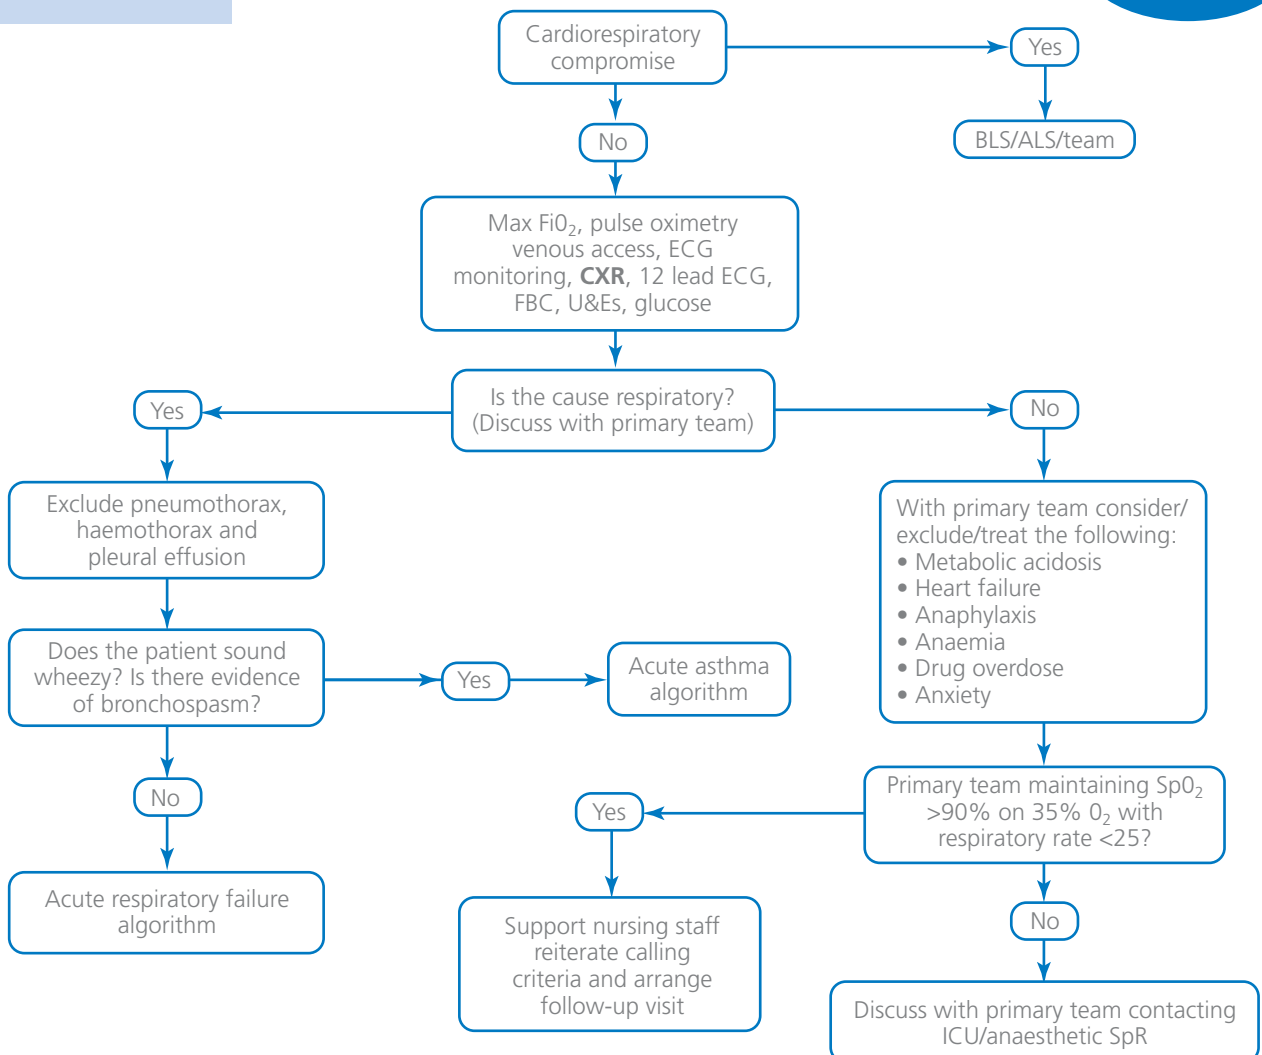 Cardiorespiratory
compromise
Yes
BLS/ALS/team
No
Max Fi0₂, pulse oximetry
venous access, ECG
monitoring, CXR, 12 lead ECG,
FBC, U&Es, glucose
Is the cause respiratory?
(Discuss with primary team)
Yes
No
Exclude pneumothorax,
haemothorax and
pleural effusion
With primary team consider/
exclude/treat the following:
• Metabolic acidosis
• Heart failure
• Anaphylaxis
• Anaemia
• Drug overdose
• Anxiety
Does the patient sound
wheezy? Is there evidence
of bronchospasm?
Yes
Acute asthma
algorithm
No
Acute respiratory failure
algorithm
Primary team maintaining Sp0₂
>90% on 35% 0₂ with
respiratory rate <25?
Yes
Support nursing staff
reiterate calling
criteria and arrange
follow-up visit
No
Discuss with primary team contacting
ICU/anaesthetic SpR